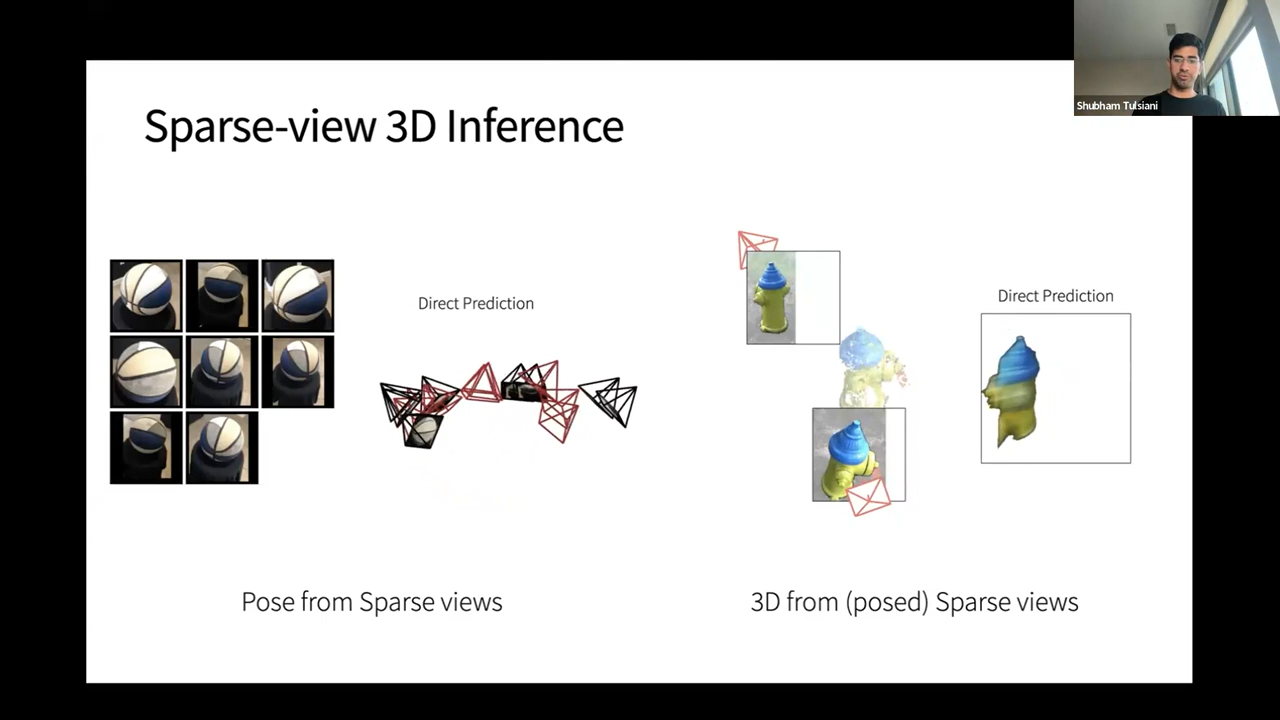 Shubham Tulsiani
Sparse-view 3D Inference
Direct Prediction
Direct Prediction
Pose from Sparse views
3D from (posed) Sparse views